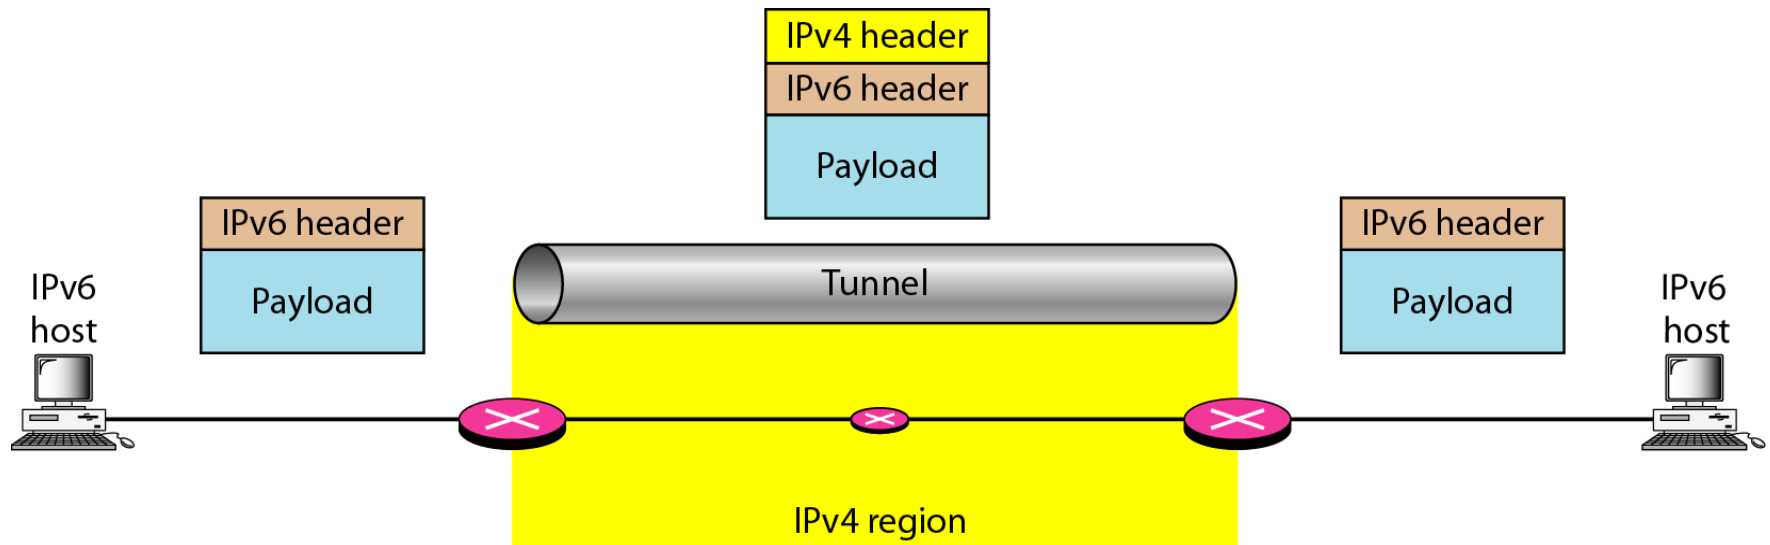 IPv4 header
IPv6 header
Payload
IPv6 header
Payload
IPv6 header
Payload
Tunnel
IPv6
host
IPv6
host
IPv4 region